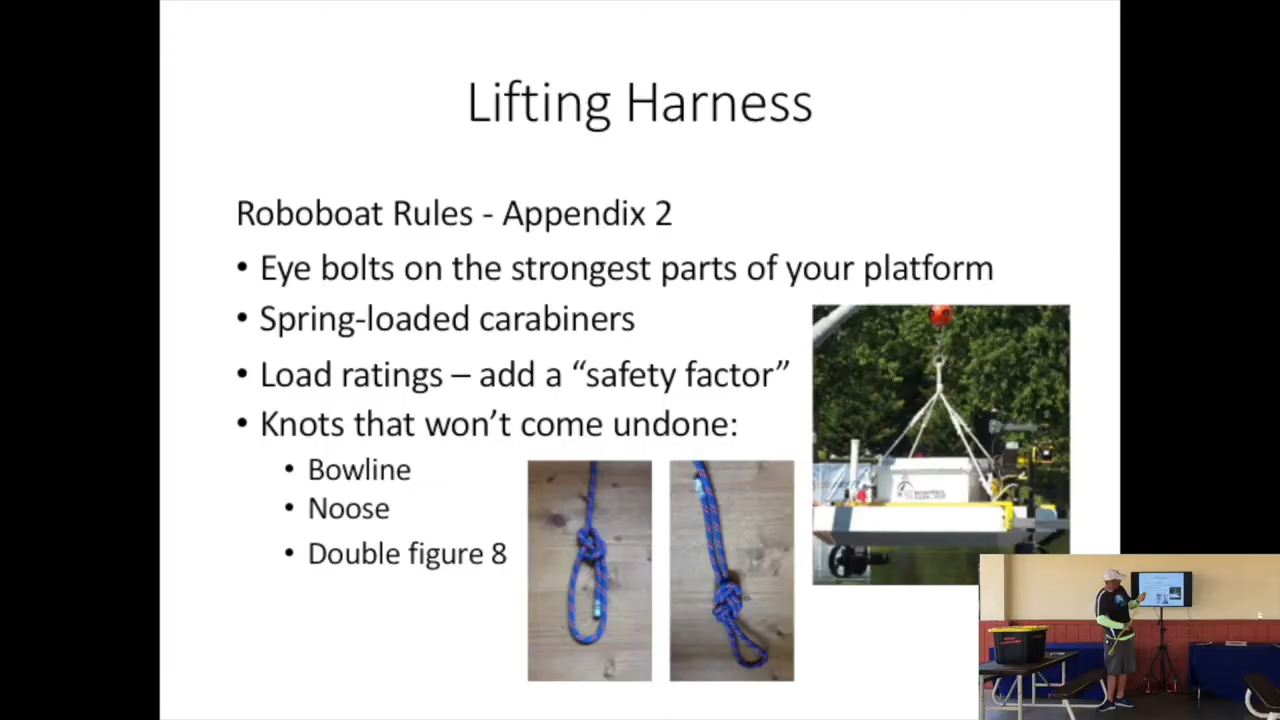 Lifting Harness
Roboboat Rules - Appendix 2
• Eye bolts on the strongest parts of your platform
• Spring-loaded carabiners
• Load ratings – add a “safety factor”
• Knots that won’t come undone:
• Bowline
• Noose
• Double figure 8